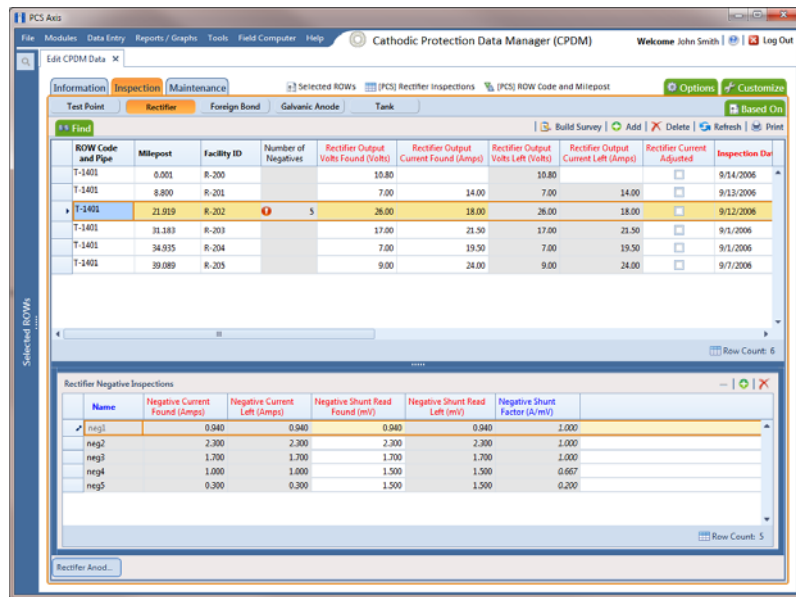 PCS Axis
File Modules Data Entry Reports / Graphs Tools Field Computer Help Cathodic Protection Data Manager (CPDM) Welcome John Smith | | Log Out
Edit CPDM Data
Information Inspection Maintenance Selected ROWs [PCS] Rectifier Inspections [PCS] ROW Code and Milepost Options Customize
Test Point Rectifier Foreign Bond Galvanic Anode Tank Based On
Find | Build Survey | Add | Delete | Refresh | Print
ROW Code and Pipe Milepost Facility ID Number of Negatives Rectifier Output Volts Found (Volts) Rectifier Output Current Found (Amps) Rectifier Output Volts Left (Volts) Rectifier Output Current Left (Amps) Rectifier Current Adjusted Inspection Dat
T-1401 0.001 R-200 10.80 10.80 9/14/2006
T-1401 8.800 R-201 7.00 14.00 7.00 14.00 9/13/2006
T-1401 21.919 R-202 5 26.00 18.00 26.00 18.00 9/12/2006
T-1401 31.183 R-203 17.00 21.50 17.00 21.50 9/1/2006
T-1401 34.935 R-204 7.00 19.50 7.00 19.50 9/1/2006
T-1401 39.089 R-205 9.00 24.00 9.00 24.00 9/7/2006
Selected ROWs
Row Count: 6
Rectifier Negative Inspections
Name Negative Current Found (Amps) Negative Current Left (Amps) Negative Shunt Read Found (mV) Negative Shunt Read Left (mV) Negative Shunt Factor (A/mV)
neg1 0.940 0.940 0.940 0.940 1.000
neg2 2.300 2.300 2.300 2.300 1.000
neg3 1.700 1.700 1.700 1.700 1.000
neg4 1.000 1.000 1.500 1.500 0.667
neg5 0.300 0.300 1.500 1.500 0.200
Row Count: 5
Rectifer Anod...